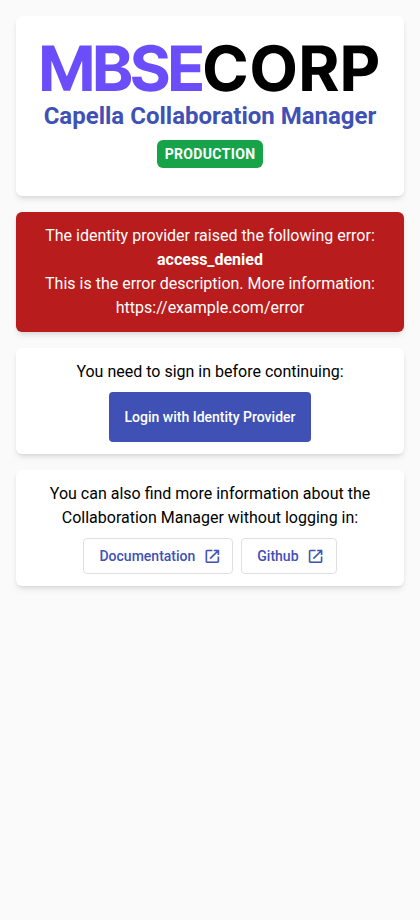 MBSECORP
Capella Collaboration Manager
PRODUCTION
The identity provider raised the following error:
access_denied
This is the error description. More information:
https://example.com/error
You need to sign in before continuing:
Login with Identity Provider
You can also find more information about the
Collaboration Manager without logging in:
Documentation
Github